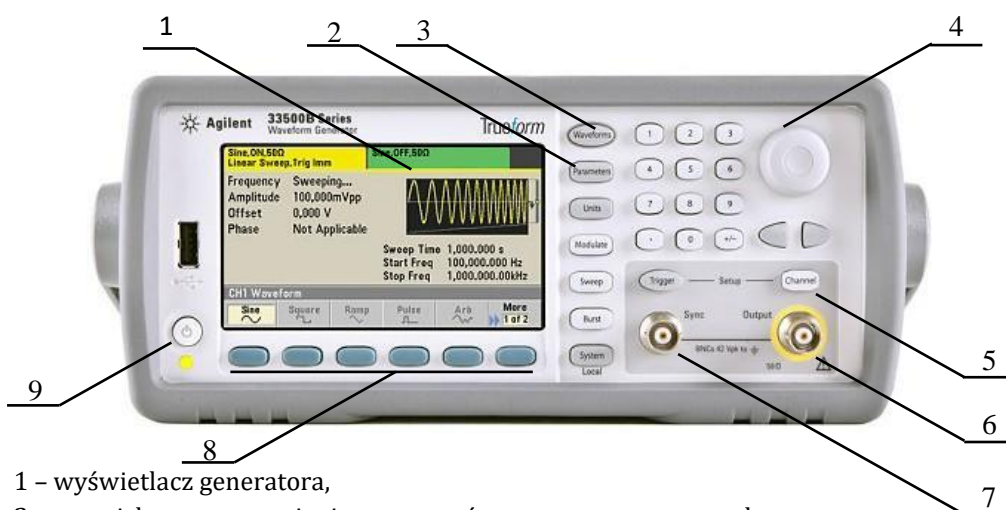 1
2
3
4
Agilent 33500B Series
Waveform Generator
Trueform
Sine,ON,50Ω
Linear Sweep,Trig Imm
Sine,OFF,50Ω
Frequency Sweeping...
Amplitude 100,000mVpp
Offset 0,000 V
Phase Not Applicable
Sweep Time 1,000.000 s
Start Freq 100,000.000 Hz
Stop Freq 1,000.000.00kHz
CH1 Waveform
Sine Square Ramp Pulse Arb More
1 of 2
Waveforms
Parameters
Units
Modulate
Sweep
Burst
System
Local
1 2 3
4 5 6
7 8 9
. 0 +/-
Trigger Setup Channel
Sync Output
BNCs 42 Vpk to
50Ω
5
6
7
8
9
1 – wyświetlacz generatora,